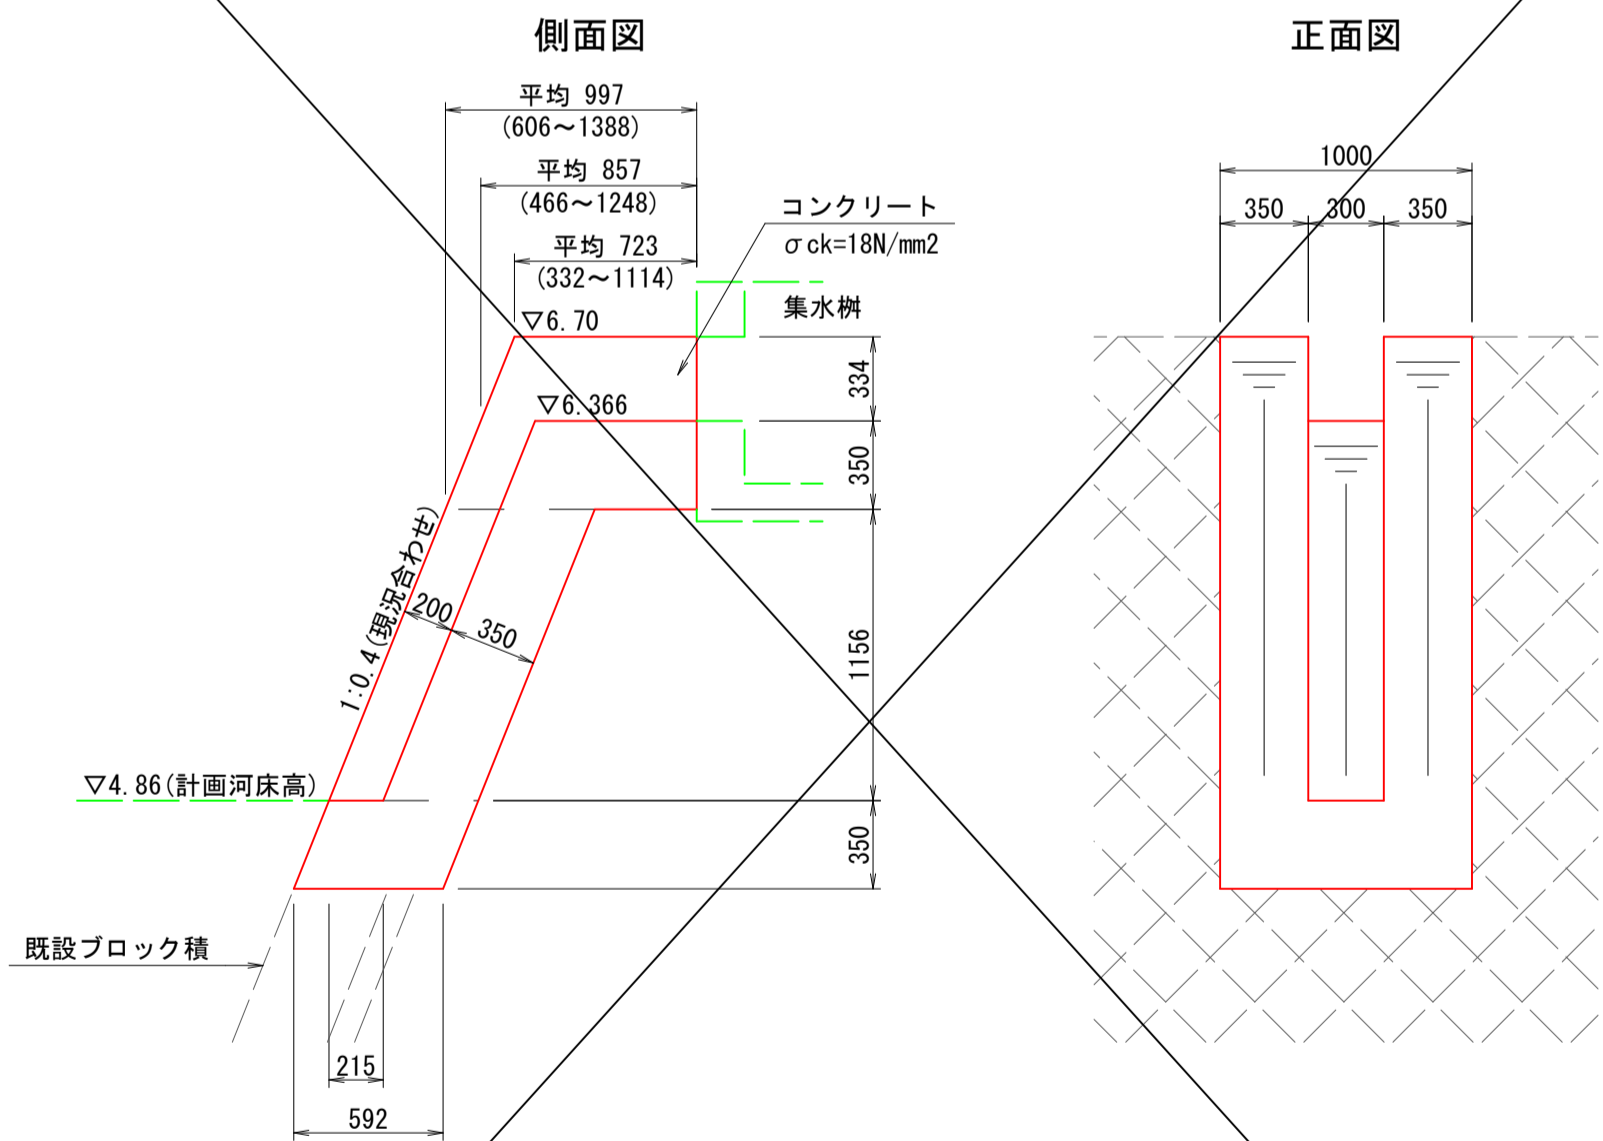 側面図
正面図
平均 997
(606～1388)
平均 857
(466～1248)
平均 723
(332～1114)
コンクリート
σck=18N/mm2
集水桝
▽6.70
▽6.366
334
350
1156
350
1:0.4(現況合わせ)
200
350
▽4.86(計画河床高)
既設ブロック積
215
592
1000
350
300
350